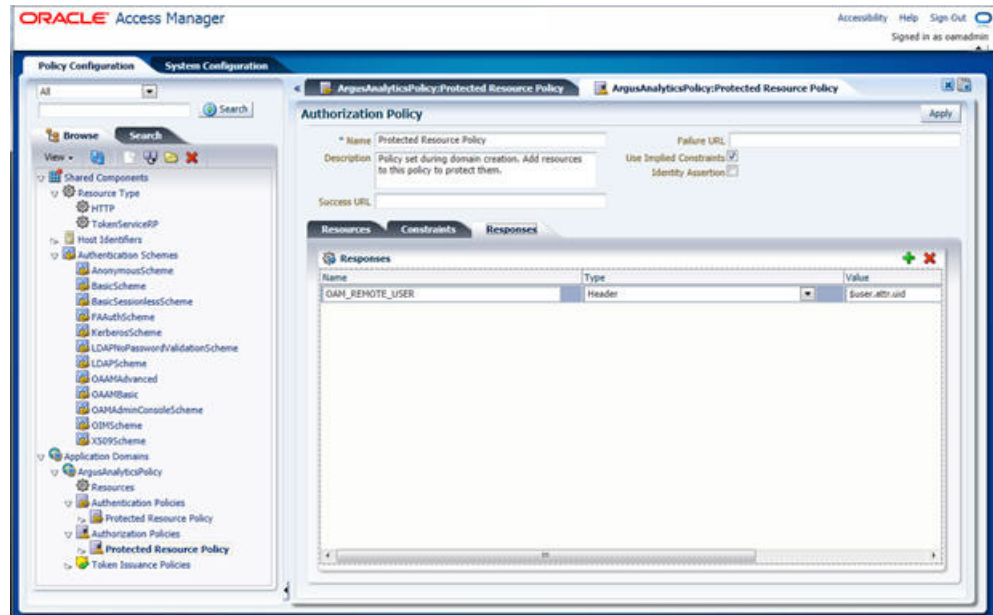 ORACLE Access Manager
Accessibility Help Sign Out
Signed in as oamadmin
Policy Configuration System Configuration
All
Search
Browse Search
View
Shared Components
Resource Type
HTTP
TokenServiceRP
Host Identifiers
Authentication Schemes
AnonymousScheme
BasicScheme
BasicSessionlessScheme
FAAuthScheme
KerberosScheme
LDAPNoPasswordValidationScheme
LDAPScheme
OAAMAdvanced
OAAMBasic
OAMAdminConsoleScheme
OIMScheme
X509Scheme
Application Domains
ArgusAnalyticsPolicy
Resources
Authentication Policies
Protected Resource Policy
Authorization Policies
Protected Resource Policy
Token Issuance Policies
ArgusAnalyticsPolicy:Protected Resource Policy ArgusAnalyticsPolicy:Protected Resource Policy
Authorization Policy Apply
* Name Protected Resource Policy
Description Policy set during domain creation. Add resources
to this policy to protect them.
Success URL
Failure URL
Use Implied Constraints
Identity Assertion
Resources Constraints Responses
Responses
Name Type Value
OAM_REMOTE_USER Header $user.attr.uid